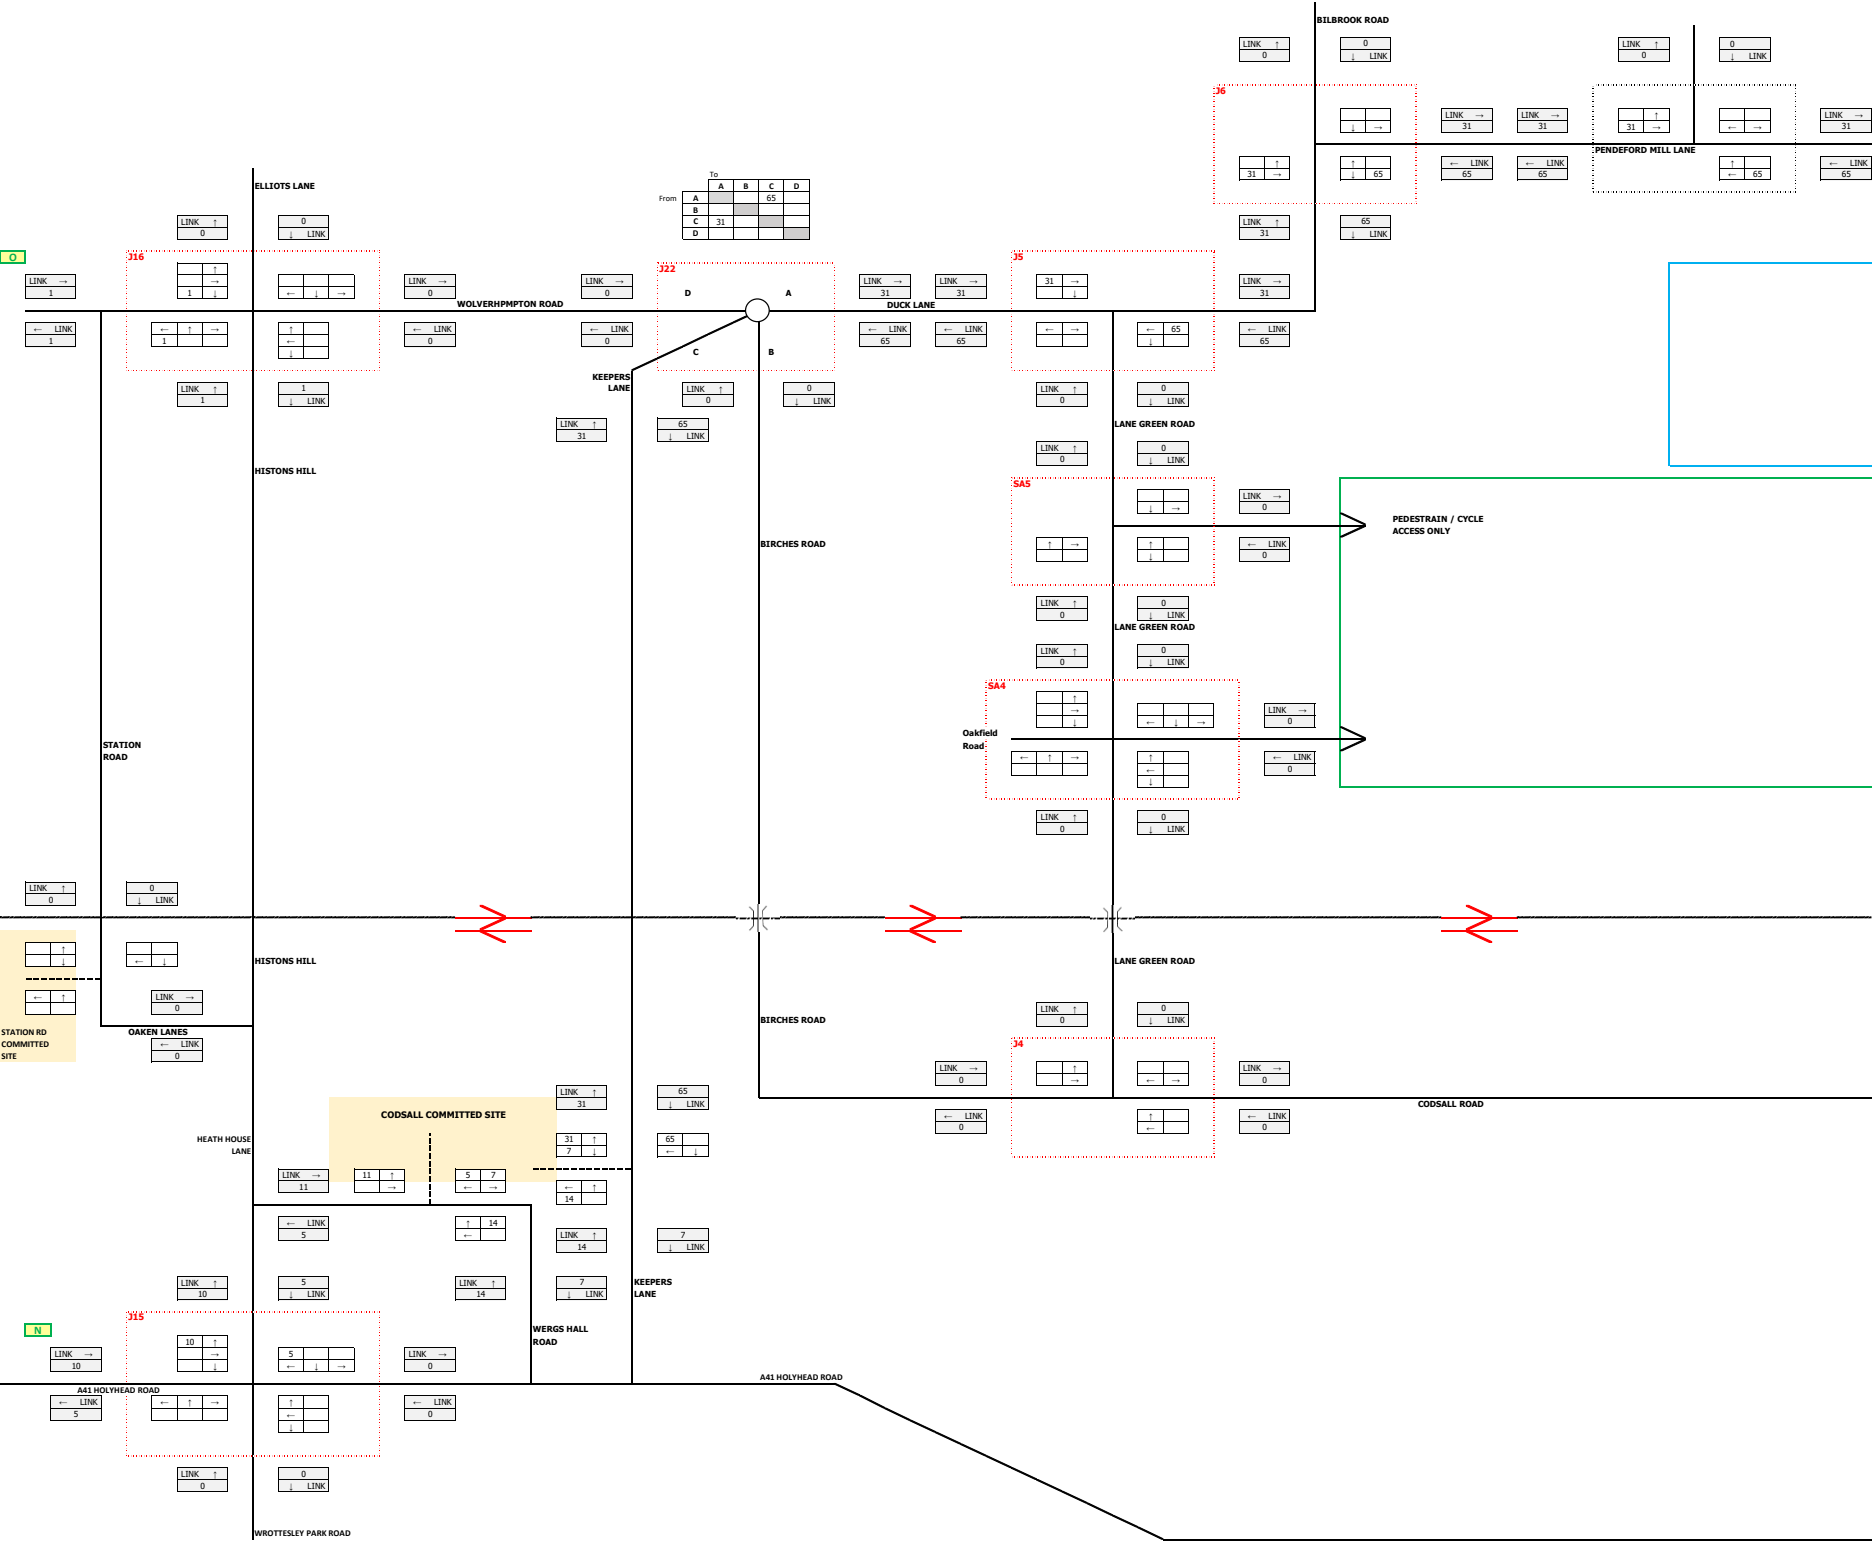 BILBROOK ROAD
LINK ↑ 0
0 ↓ LINK
LINK ↑ 0
0 ↓ LINK
J6
↓ →
LINK → 31
LINK → 31
31 ↑ →
← →
LINK → 31
PENDEFORD MILL LANE
31 ↑ →
↑ ↓ 65
← LINK 65
← LINK 65
↑ ← 65
← LINK 65
To
A B C D
From A 65
B
C 31
D
ELLIOTS LANE
LINK ↑ 0
0 ↓ LINK
LINK ↑ 31
65 ↓ LINK
O
J16
J22
J5
LINK → 1
↑ → 1 ↓
← ↓ →
LINK → 0
LINK → 0
D A
LINK → 31
LINK → 31
31 → ↓
LINK → 31
WOLVERHPMPTON ROAD
DUCK LANE
← LINK 1
← ↑ → 1
↑ ← ↓
← LINK 0
← LINK 0
C B
← LINK 65
← LINK 65
← →
← 65 ↓
← LINK 65
KEEPERS
LANE
LINK ↑ 1
1 ↓ LINK
LINK ↑ 0
0 ↓ LINK
LINK ↑ 0
0 ↓ LINK
LINK ↑ 31
65 ↓ LINK
LANE GREEN ROAD
LINK ↑ 0
0 ↓ LINK
HISTONS HILL
SA5
↓ →
LINK → 0
PEDESTRAIN / CYCLE
ACCESS ONLY
BIRCHES ROAD
↑ →
↑ ↓
← LINK 0
LINK ↑ 0
0 ↓ LINK
LANE GREEN ROAD
LINK ↑ 0
0 ↓ LINK
SA4
↑ → ↓
← ↓ →
LINK → 0
Oakfield
Road
STATION
ROAD
← ↑ →
↑ ← ↓
← LINK 0
LINK ↑ 0
0 ↓ LINK
LINK ↑ 0
0 ↓ LINK
↑ ↓
← ↓
HISTONS HILL
LANE GREEN ROAD
← ↑
LINK → 0
LINK ↑ 0
0 ↓ LINK
STATION RD
COMMITTED
SITE
OAKEN LANES
← LINK 0
BIRCHES ROAD
J4
LINK → 0
↑ →
← →
LINK → 0
CODSALL ROAD
← LINK 0
↑ ←
← LINK 0
LINK ↑ 31
65 ↓ LINK
CODSALL COMMITTED SITE
HEATH HOUSE
LANE
31 ↑ 7 ↓
65 ← ↓
LINK → 11
11 ↑ →
5 7 ← →
← ↑ 14
← LINK 5
↑ 14 ←
LINK ↑ 14
7 ↓ LINK
LINK ↑ 10
5 ↓ LINK
LINK ↑ 14
7 ↓ LINK
KEEPERS
LANE
J15
N
WERGS HALL
ROAD
LINK → 10
10 ↑ → ↓
5 ← ↓ →
LINK → 0
A41 HOLYHEAD ROAD
A41 HOLYHEAD ROAD
← LINK 5
← ↑ →
↑ ← ↓
← LINK 0
LINK ↑ 0
0 ↓ LINK
WROTTESLEY PARK ROAD